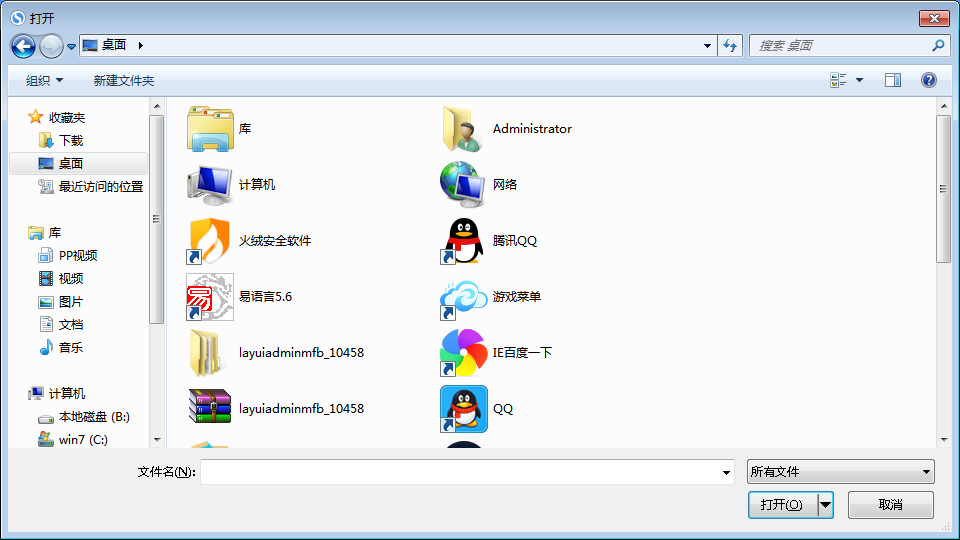 打开
桌面
搜索 桌面
组织
新建文件夹
收藏夹
下载
桌面
最近访问的位置
库
PP视频
视频
图片
文档
音乐
计算机
本地磁盘 (B:)
win7 (C:)
库
Administrator
计算机
网络
火绒安全软件
腾讯QQ
易语言5.6
游戏菜单
layuiadminmfb_10458
IE百度一下
layuiadminmfb_10458
QQ
文件名(N):
所有文件
打开(O)
取消